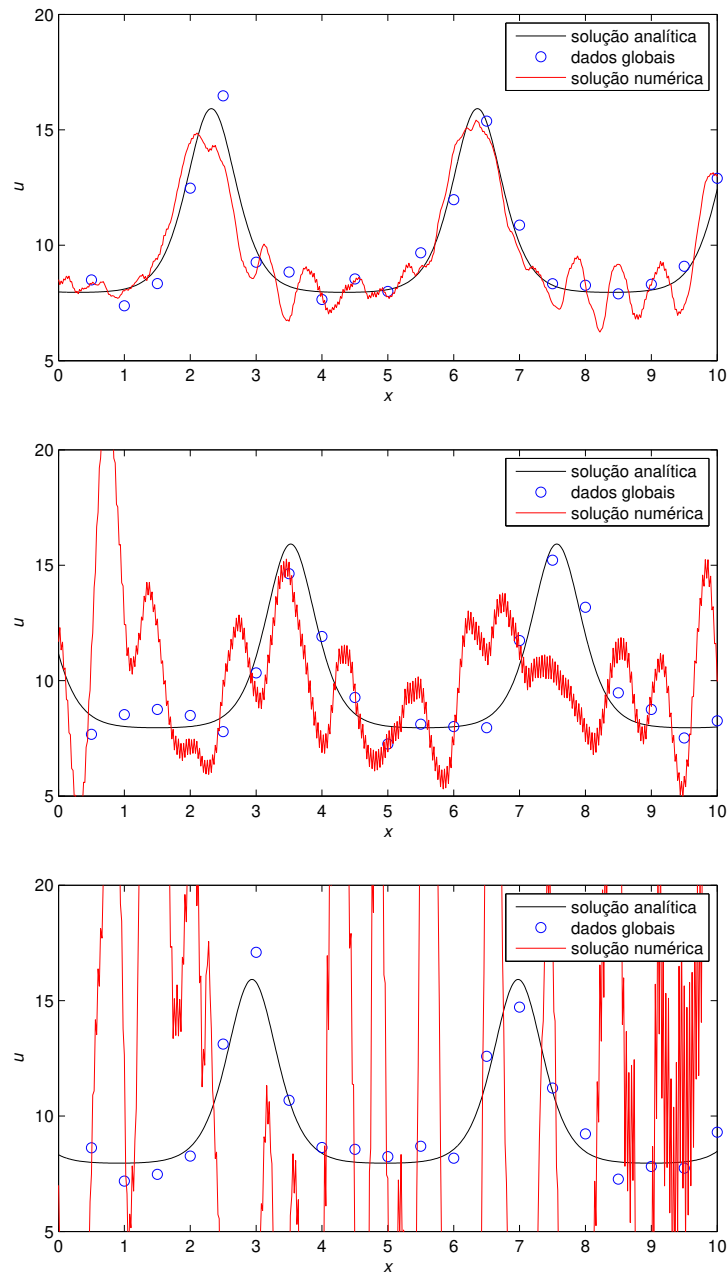 20
15
10
5
u
solução analítica
dados globais
solução numérica
0 1 2 3 4 5 6 7 8 9 10
x
20
15
10
5
u
solução analítica
dados globais
solução numérica
0 1 2 3 4 5 6 7 8 9 10
x
20
15
10
5
u
solução analítica
dados globais
solução numérica
0 1 2 3 4 5 6 7 8 9 10
x